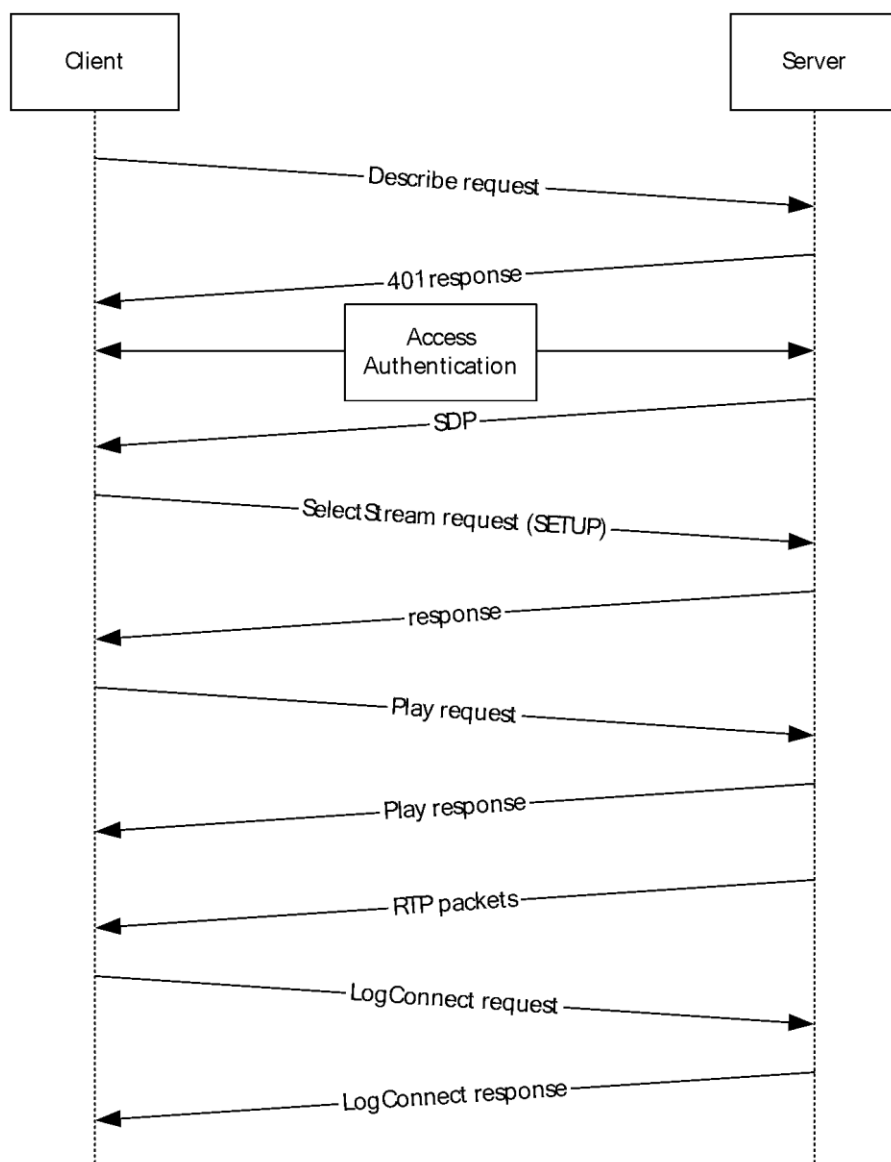 Client
Server
Describe request
401 response
Access
Authentication
SDP
SelectStream request (SETUP)
response
Play request
Play response
RTP packets
LogConnect request
LogConnect response